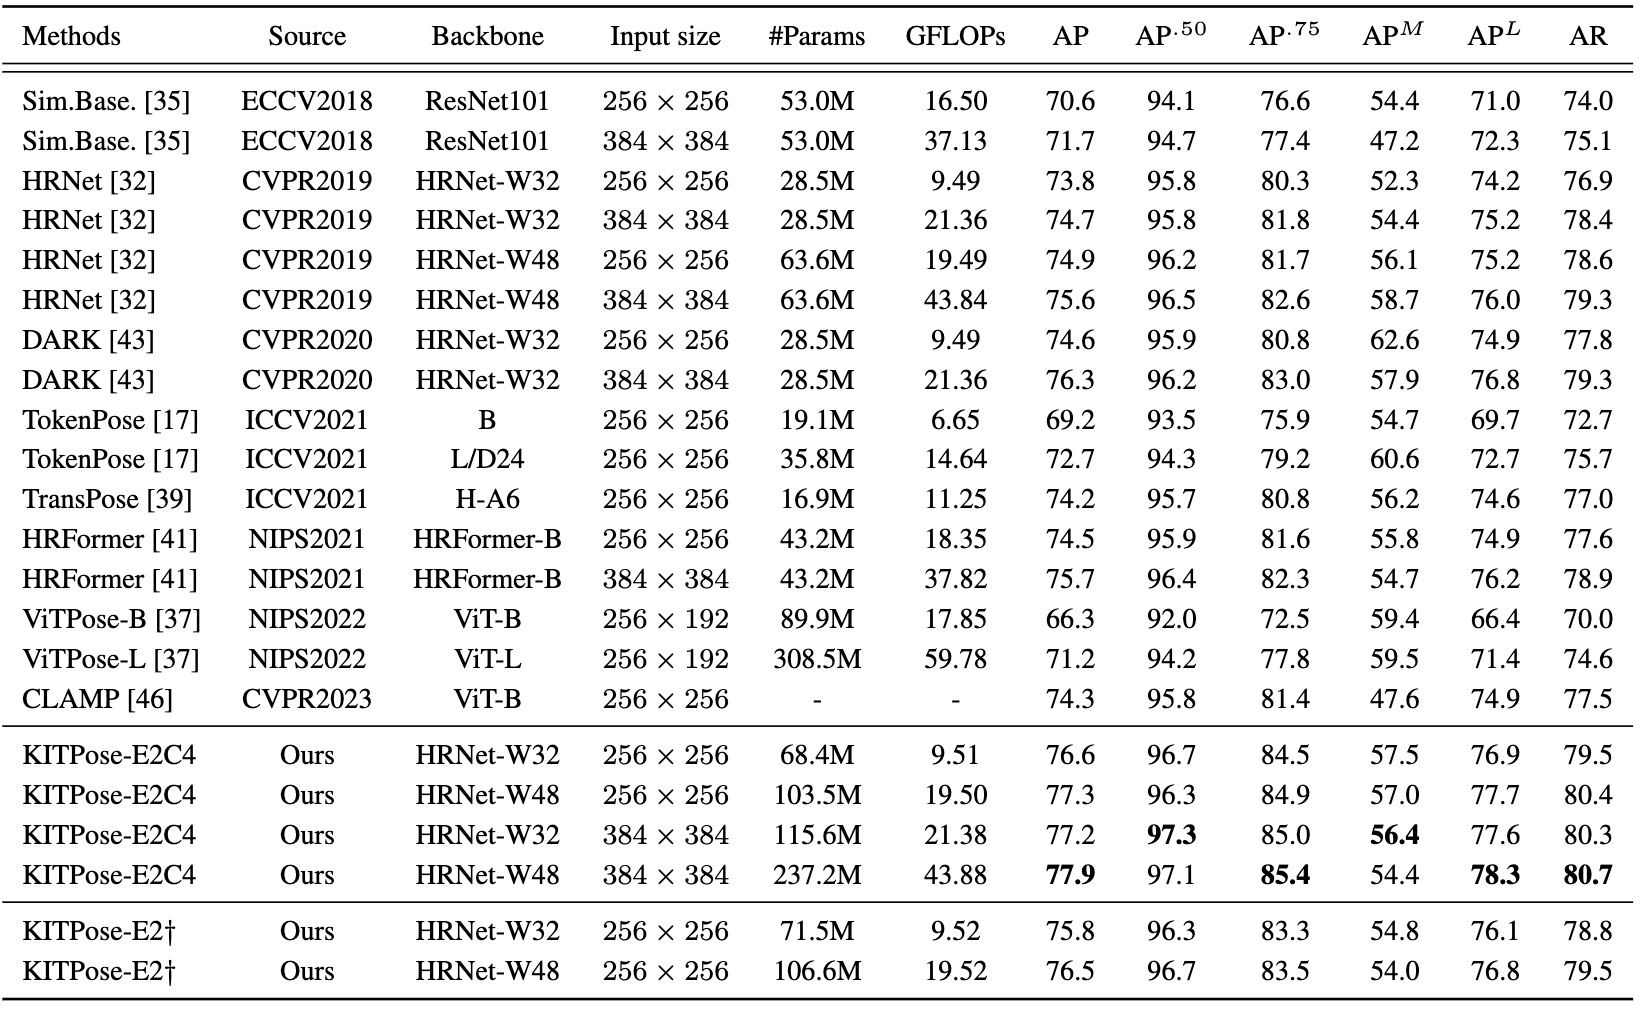 Methods Source Backbone Input size #Params GFLOPs AP AP^.50 AP^.75 AP^M AP^L AR
Sim.Base. [35] ECCV2018 ResNet101 256 × 256 53.0M 16.50 70.6 94.1 76.6 54.4 71.0 74.0
Sim.Base. [35] ECCV2018 ResNet101 384 × 384 53.0M 37.13 71.7 94.7 77.4 47.2 72.3 75.1
HRNet [32] CVPR2019 HRNet-W32 256 × 256 28.5M 9.49 73.8 95.8 80.3 52.3 74.2 76.9
HRNet [32] CVPR2019 HRNet-W32 384 × 384 28.5M 21.36 74.7 95.8 81.8 54.4 75.2 78.4
HRNet [32] CVPR2019 HRNet-W48 256 × 256 63.6M 19.49 74.9 96.2 81.7 56.1 75.2 78.6
HRNet [32] CVPR2019 HRNet-W48 384 × 384 63.6M 43.84 75.6 96.5 82.6 58.7 76.0 79.3
DARK [43] CVPR2020 HRNet-W32 256 × 256 28.5M 9.49 74.6 95.9 80.8 62.6 74.9 77.8
DARK [43] CVPR2020 HRNet-W32 384 × 384 28.5M 21.36 76.3 96.2 83.0 57.9 76.8 79.3
TokenPose [17] ICCV2021 B 256 × 256 19.1M 6.65 69.2 93.5 75.9 54.7 69.7 72.7
TokenPose [17] ICCV2021 L/D24 256 × 256 35.8M 14.64 72.7 94.3 79.2 60.6 72.7 75.7
TransPose [39] ICCV2021 H-A6 256 × 256 16.9M 11.25 74.2 95.7 80.8 56.2 74.6 77.0
HRFormer [41] NIPS2021 HRFormer-B 256 × 256 43.2M 18.35 74.5 95.9 81.6 55.8 74.9 77.6
HRFormer [41] NIPS2021 HRFormer-B 384 × 384 43.2M 37.82 75.7 96.4 82.3 54.7 76.2 78.9
ViTPose-B [37] NIPS2022 ViT-B 256 × 192 89.9M 17.85 66.3 92.0 72.5 59.4 66.4 70.0
ViTPose-L [37] NIPS2022 ViT-L 256 × 192 308.5M 59.78 71.2 94.2 77.8 59.5 71.4 74.6
CLAMP [46] CVPR2023 ViT-B 256 × 256 - - 74.3 95.8 81.4 47.6 74.9 77.5
KITPose-E2C4 Ours HRNet-W32 256 × 256 68.4M 9.51 76.6 96.7 84.5 57.5 76.9 79.5
KITPose-E2C4 Ours HRNet-W48 256 × 256 103.5M 19.50 77.3 96.3 84.9 57.0 77.7 80.4
KITPose-E2C4 Ours HRNet-W32 384 × 384 115.6M 21.38 77.2 97.3 85.0 56.4 77.6 80.3
KITPose-E2C4 Ours HRNet-W48 384 × 384 237.2M 43.88 77.9 97.1 85.4 54.4 78.3 80.7
KITPose-E2† Ours HRNet-W32 256 × 256 71.5M 9.52 75.8 96.3 83.3 54.8 76.1 78.8
KITPose-E2† Ours HRNet-W48 256 × 256 106.6M 19.52 76.5 96.7 83.5 54.0 76.8 79.5